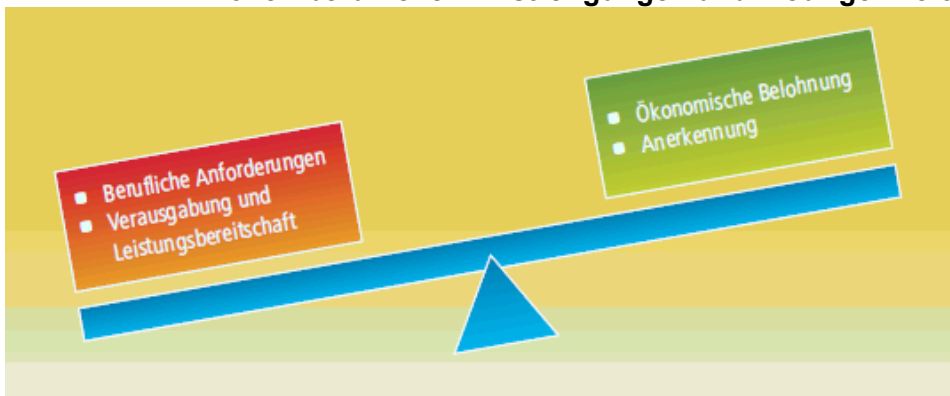 ▪ Berufliche Anforderungen
▪ Verausgabung und
Leistungsbereitschaft
▪ Ökonomische Belohnung
▪ Anerkennung